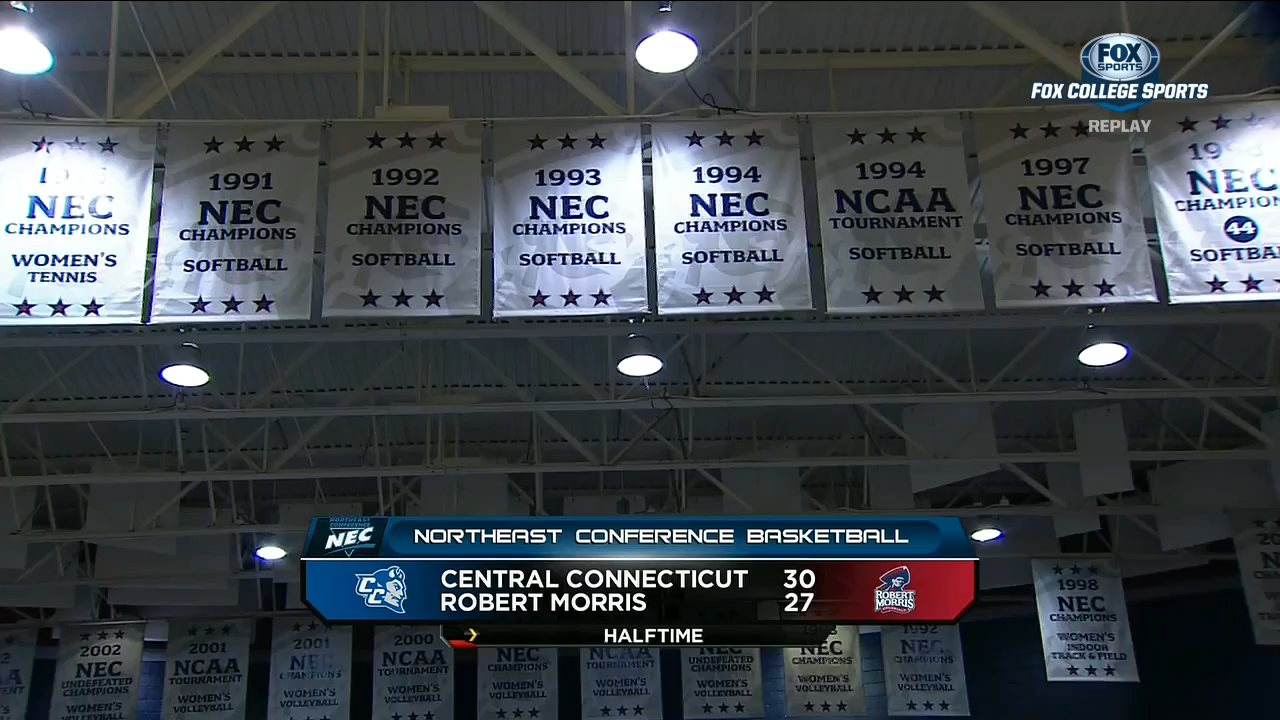 FOX
SPORTS
FOX COLLEGE SPORTS
REPLAY
NEC
CHAMPIONS
WOMEN'S
TENNIS
1991
NEC
CHAMPIONS
SOFTBALL
1992
NEC
CHAMPIONS
SOFTBALL
1993
NEC
CHAMPIONS
SOFTBALL
1994
NEC
CHAMPIONS
SOFTBALL
1994
NCAA
TOURNAMENT
SOFTBALL
1997
NEC
CHAMPIONS
SOFTBALL
NEC
44
NORTHEAST
CONFERENCE
NEC
NORTHEAST CONFERENCE BASKETBALL
CC
CENTRAL CONNECTICUT 30
ROBERT MORRIS 27
ROBERT
MORRIS
HALFTIME
1998
NEC
CHAMPIONS
WOMEN'S
INDOOR
TRACK & FIELD
2002
NEC
UNDEFEATED
CHAMPIONS
WOMEN'S
VOLLEYBALL
2001
NCAA
TOURNAMENT
WOMEN'S
VOLLEYBALL
2001
NEC
CHAMPIONS
WOMEN'S
VOLLEYBALL
2000
NCAA
TOURNAMENT
WOMEN'S
VOLLEYBALL
NEC
CHAMPIONS
WOMEN'S
VOLLEYBALL
NCAA
TOURNAMENT
WOMEN'S
VOLLEYBALL
NEC
UNDEFEATED
CHAMPIONS
WOMEN'S
VOLLEYBALL
NEC
CHAMPIONS
WOMEN'S
VOLLEYBALL
1992
NEC
CHAMPIONS
WOMEN'S
VOLLEYBALL